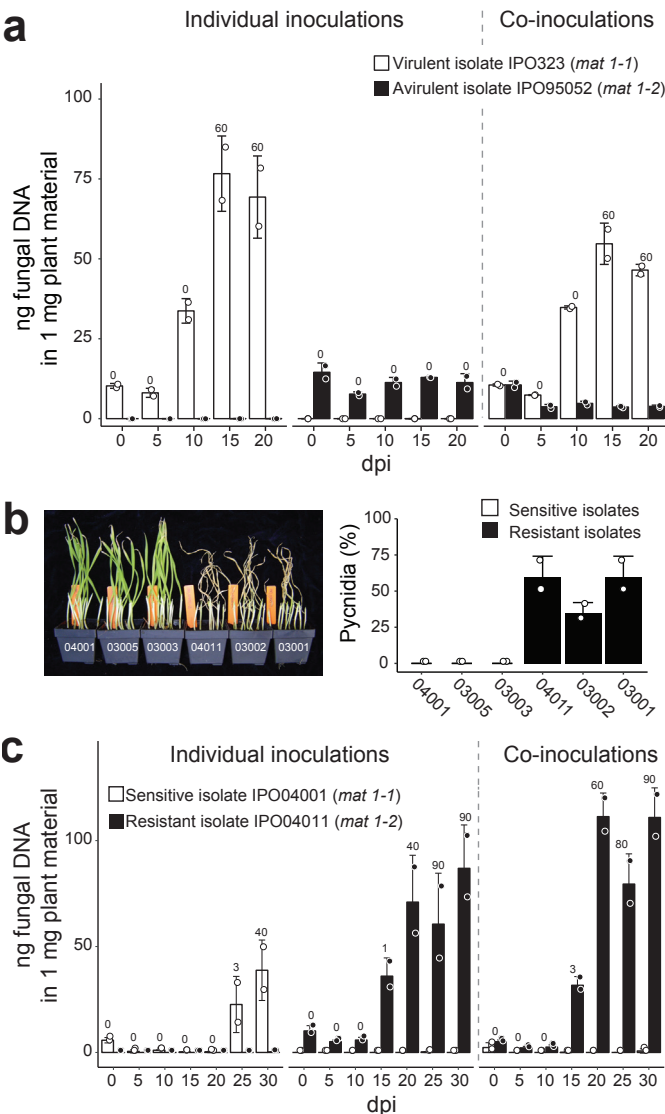 a
Individual inoculations
Co-inoculations
Virulent isolate IPO323 (mat 1-1)
Avirulent isolate IPO95052 (mat 1-2)
ng fungal DNA
in 1 mg plant material
100
75
50
25
0
0 0 0 60 60
0 0 0 0 0
0 0 0 60 60
0 5 10 15 20
0 5 10 15 20
0 5 10 15 20
dpi
b
04001 03005 03003 04011 03002 03001
Sensitive isolates
Resistant isolates
Pycnidia (%)
100
75
50
25
0
04001
03005
03003
04011
03002
03001
c
Individual inoculations
Co-inoculations
Sensitive isolate IPO04001 (mat 1-1)
Resistant isolate IPO04011 (mat 1-2)
ng fungal DNA
in 1 mg plant material
100
50
0
0 0 0 0 0 3 40
0 0 0 1 40 90 90
0 0 0 3 60 80 90
0 5 10 15 20 25 30
0 5 10 15 20 25 30
0 5 10 15 20 25 30
dpi